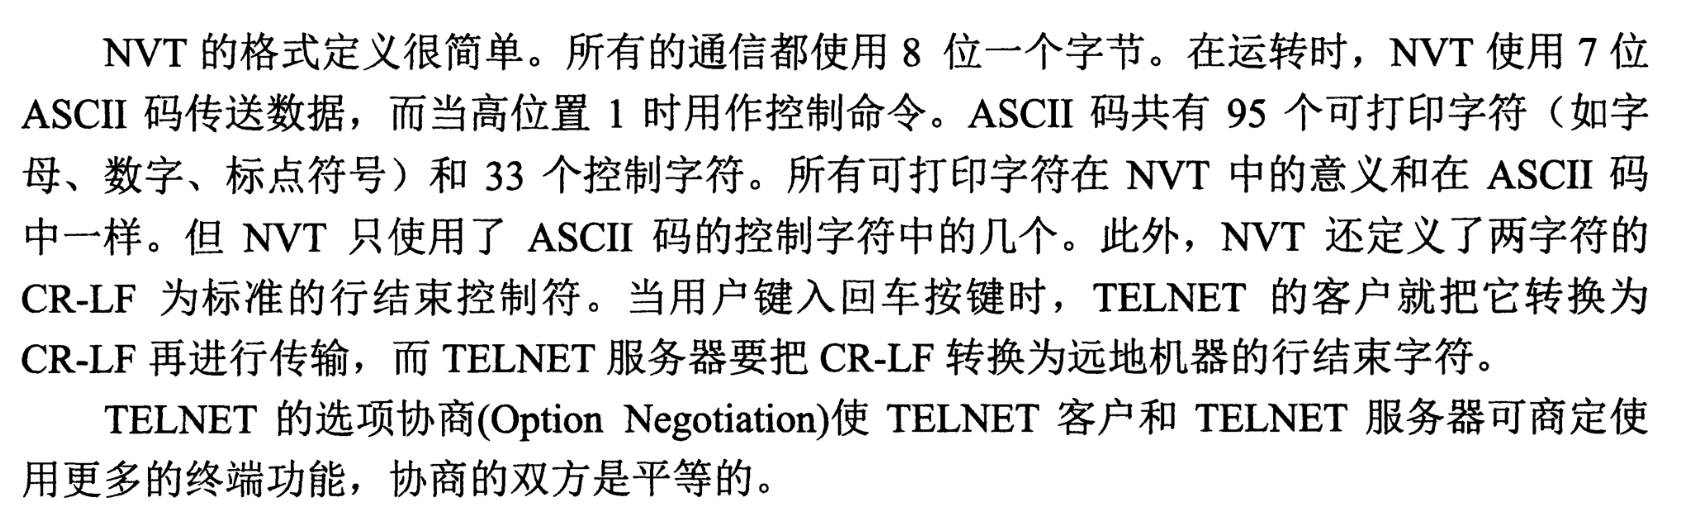 NVT 的格式定义很简单。所有的通信都使用 8 位一个字节。在运转时，NVT 使用 7 位
ASCII 码传送数据，而当高位置 1 时用作控制命令。ASCII 码共有 95 个可打印字符（如字
母、数字、标点符号）和 33 个控制字符。所有可打印字符在 NVT 中的意义和在 ASCII 码
中一样。但 NVT 只使用了 ASCII 码的控制字符中的几个。此外，NVT 还定义了两字符的
CR-LF 为标准的行结束控制符。当用户键入回车按键时，TELNET 的客户就把它转换为
CR-LF 再进行传输，而 TELNET 服务器要把 CR-LF 转换为远地机器的行结束字符。
TELNET 的选项协商(Option Negotiation)使 TELNET 客户和 TELNET 服务器可商定使
用更多的终端功能，协商的双方是平等的。